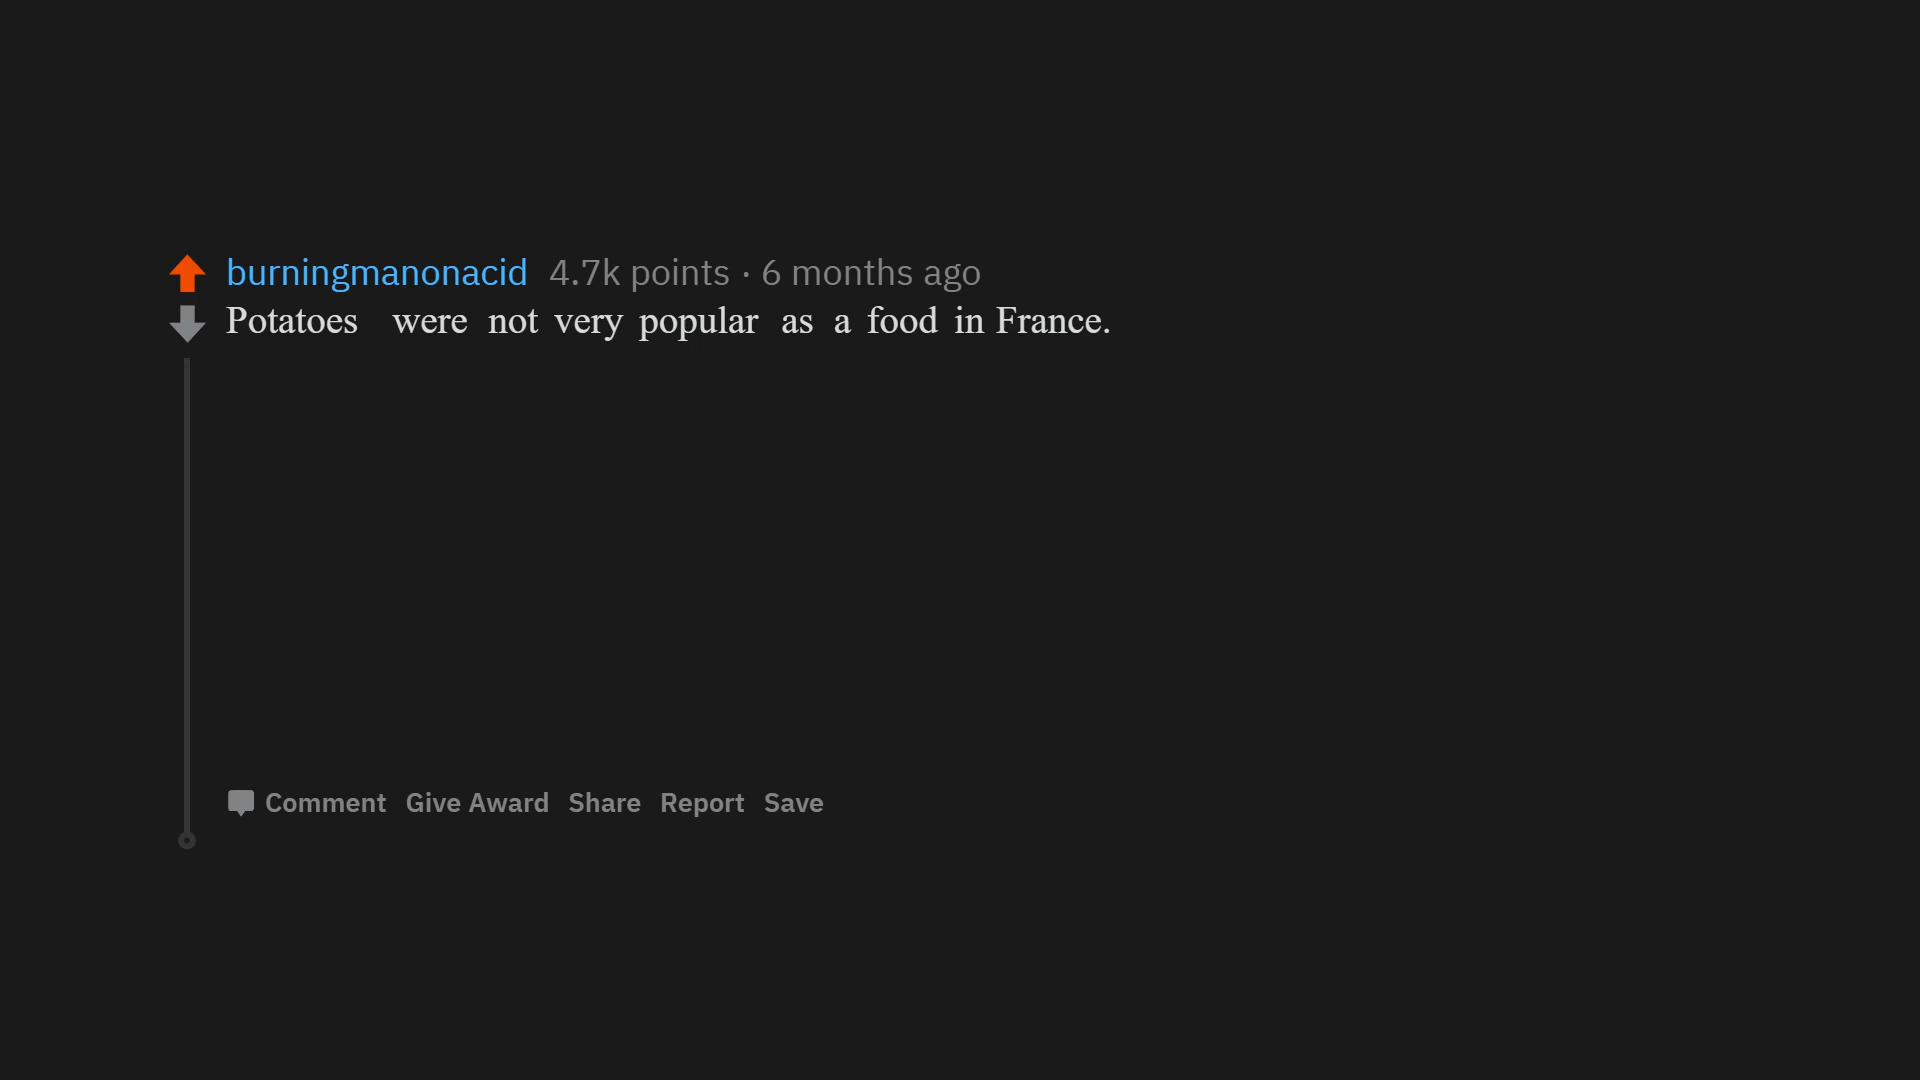 burningmanonacid 4.7k points · 6 months ago
Potatoes were not very popular as a food in France.
Comment Give Award Share Report Save